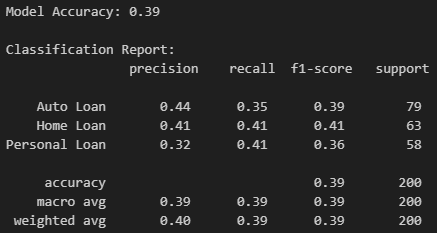 Model Accuracy: 0.39
Classification Report:
precision recall f1-score support
Auto Loan 0.44 0.35 0.39 79
Home Loan 0.41 0.41 0.41 63
Personal Loan 0.32 0.41 0.36 58
accuracy 0.39 200
macro avg 0.39 0.39 0.39 200
weighted avg 0.40 0.39 0.39 200